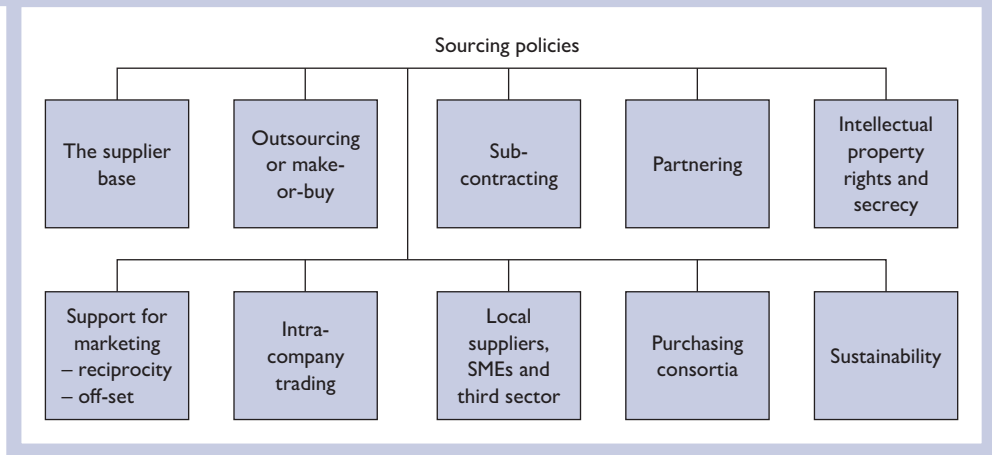 Sourcing policies
The supplier
base
Outsourcing
or make-
or-buy
Sub-
contracting
Partnering
Intellectual
property
rights and
secrecy
Support for
marketing
– reciprocity
– off-set
Intra-
company
trading
Local
suppliers,
SMEs and
third sector
Purchasing
consortia
Sustainability